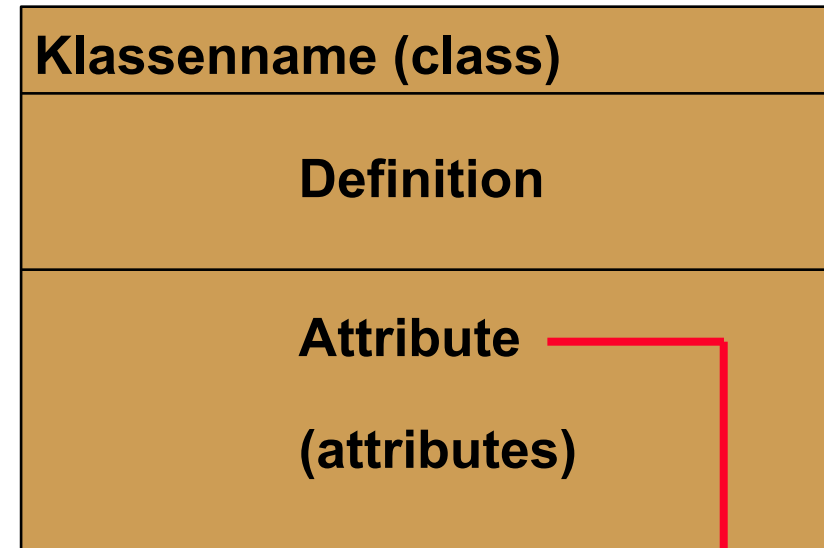 Klassenname (class)
Definition
Attribute
(attributes)